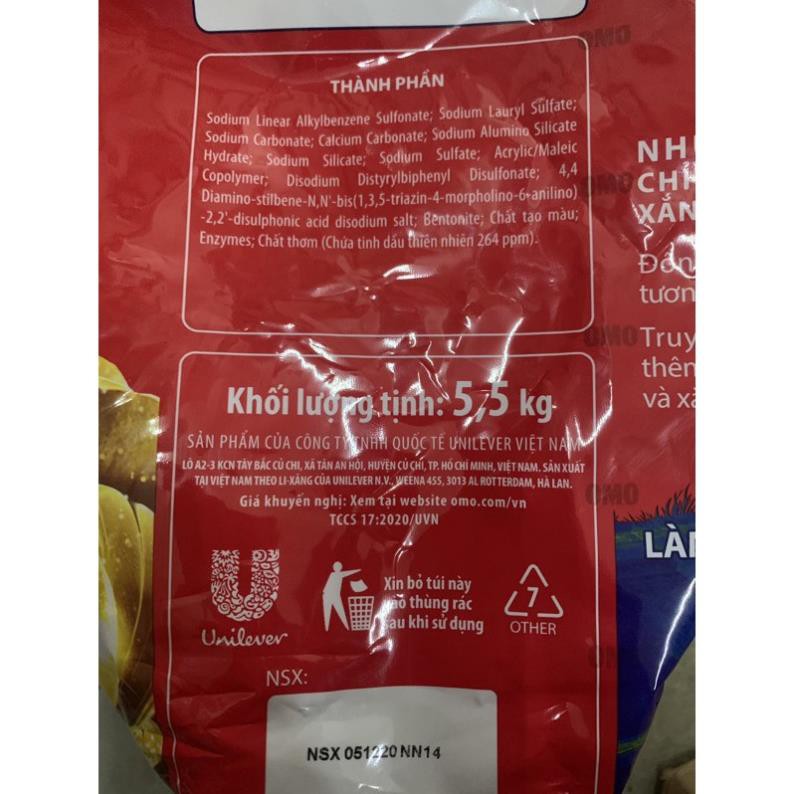 OMO
THÀNH PHẦN
Sodium Linear Alkylbenzene Sulfonate; Sodium Lauryl Sulfate;
Sodium Carbonate; Calcium Carbonate; Sodium Alumino Silicate
Hydrate; Sodium Silicate; Sodium Sulfate; Acrylic/Maleic
Copolymer; Disodium Distyrylbiphenyl Disulfonate; 4,4
Diamino-stilbene-N,N'-bis(1,3,5-triazin-4-morpholino-6-anilino)
-2,2'-disulphonic acid disodium salt; Bentonite; Chất tạo màu;
Enzymes; Chất thơm (Chứa tinh dầu thiên nhiên 264 ppm).
OMO
XẮN
tươn
OMO
Truy
thêm
và xả
Khối lượng tịnh: 5,5 kg
SẢN PHẨM CỦA CÔNG TY TNHH QUỐC TẾ UNILEVER VIỆT NAM
LÔ A2-3 KCN TÂY BẮC CỦ CHI, XÃ TÂN AN HỘI, HUYỆN CỦ CHI, TP. HỒ CHÍ MINH, VIỆT NAM. SẢN XUẤT
TẠI VIỆT NAM THEO LI-XĂNG CỦA UNILEVER N.V., WEENA 455, 3013 AL ROTTERDAM, HÀ LAN.
Giá khuyến nghị: Xem tại website omo.com/vn
TCCS 17:2020/UVN
OMO
Unilever
Xin bỏ túi này
vào thùng rác
sau khi sử dụng
7
OTHER
OMO
NSX:
NSX 051220 NN14